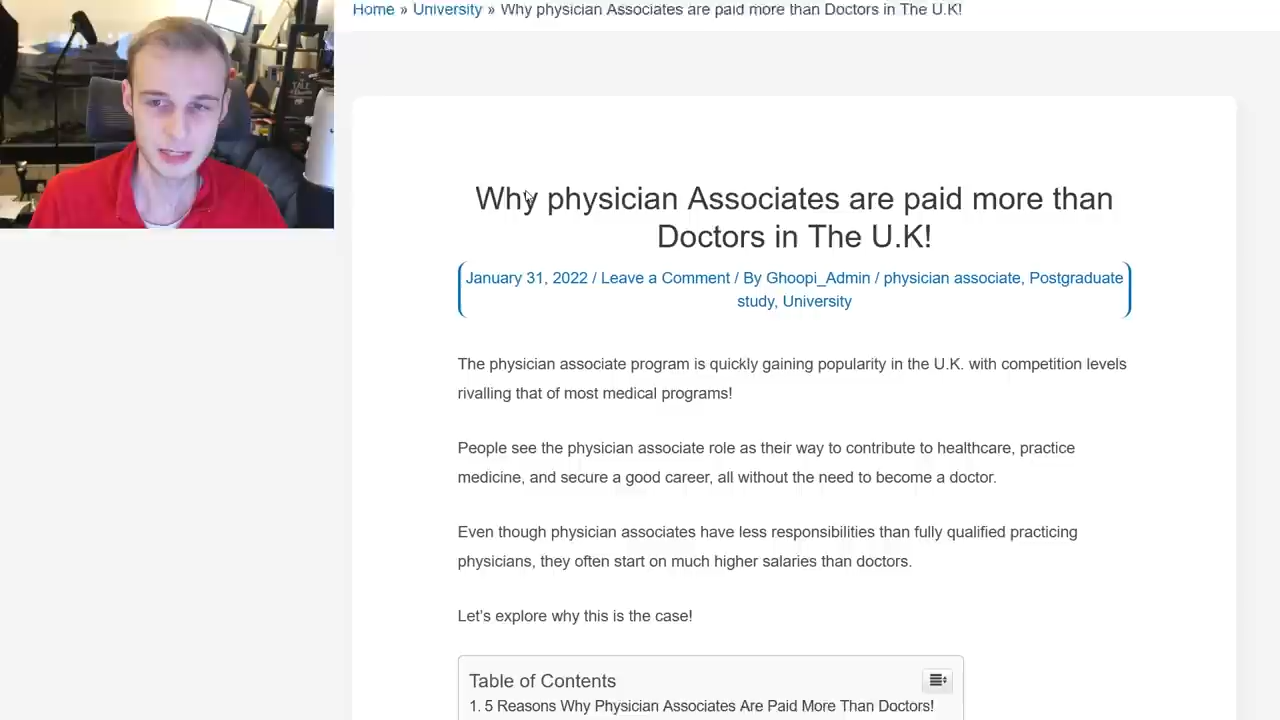 Home » University » Why physician Associates are paid more than Doctors in The U.K!
Why physician Associates are paid more than
Doctors in The U.K!
January 31, 2022 / Leave a Comment / By Ghoopi_Admin / physician associate, Postgraduate
study, University
The physician associate program is quickly gaining popularity in the U.K. with competition levels
rivalling that of most medical programs!
People see the physician associate role as their way to contribute to healthcare, practice
medicine, and secure a good career, all without the need to become a doctor.
Even though physician associates have less responsibilities than fully qualified practicing
physicians, they often start on much higher salaries than doctors.
Let's explore why this is the case!
Table of Contents
1. 5 Reasons Why Physician Associates Are Paid More Than Doctors!